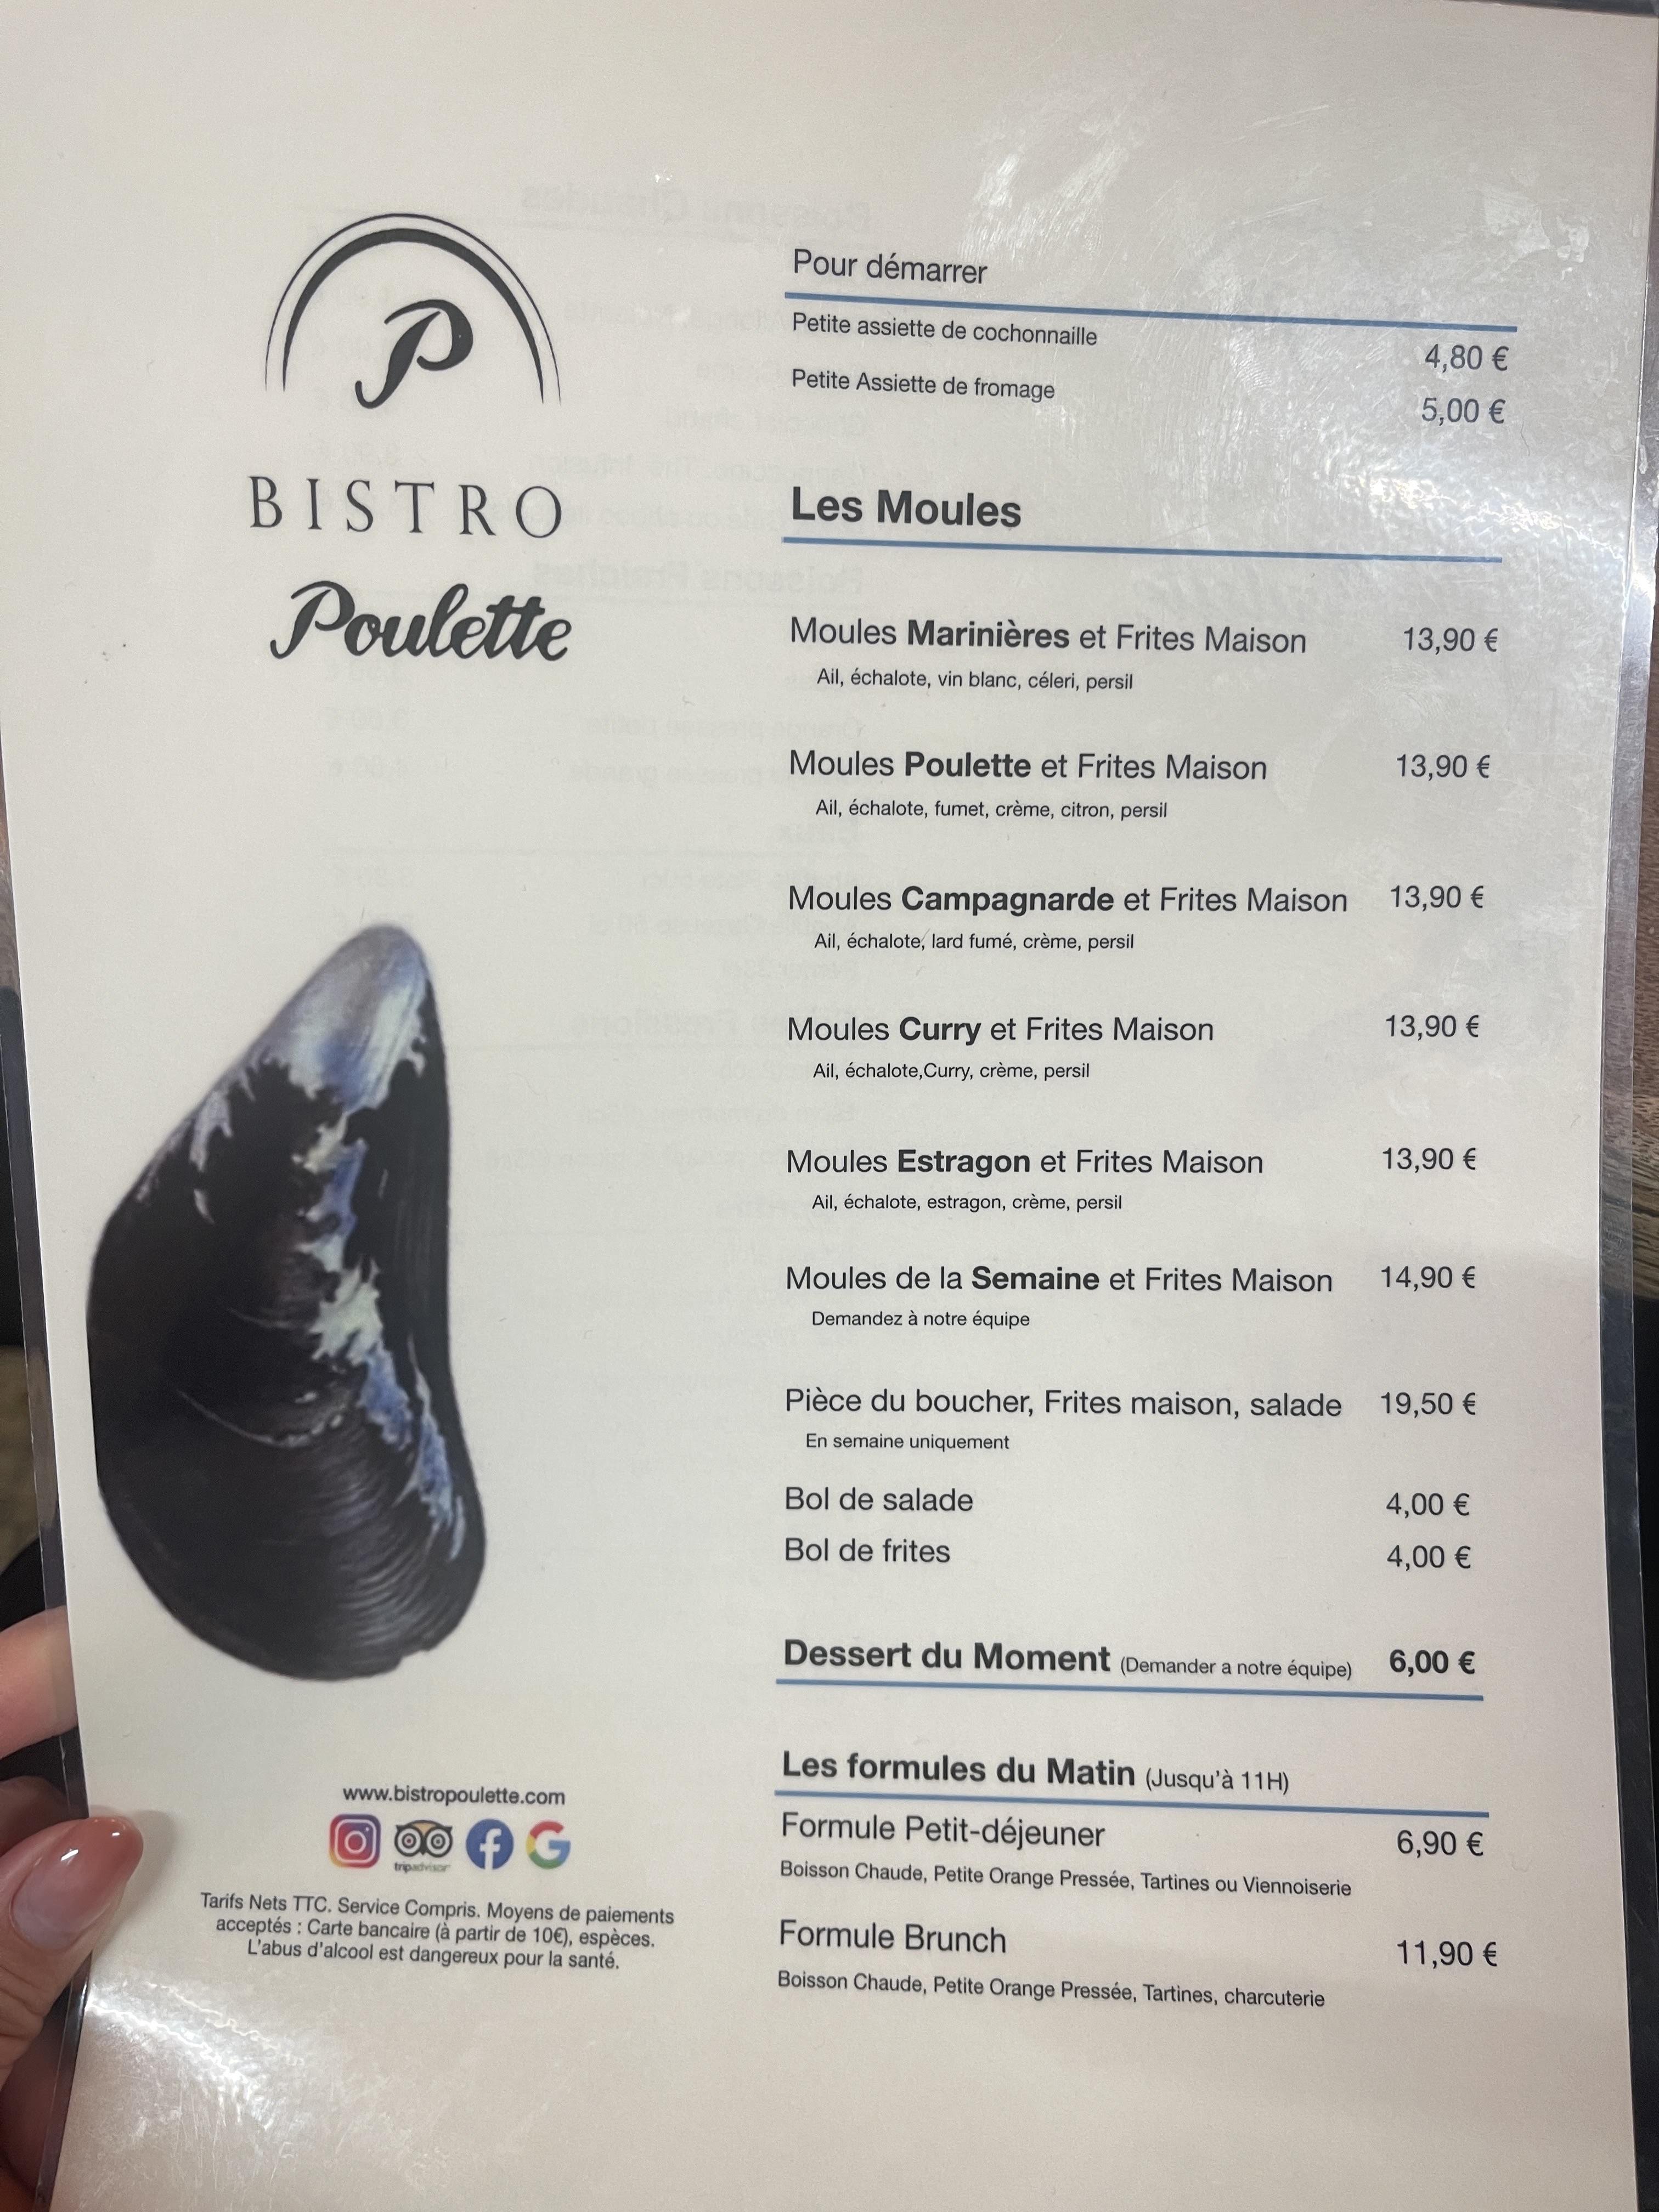 P
BISTRO
Poulette
Pour démarrer
Petite assiette de cochonnaille 4,80 €
Petite Assiette de fromage 5,00 €
Les Moules
Moules Marinières et Frites Maison 13,90 €
Ail, échalote, vin blanc, céleri, persil
Moules Poulette et Frites Maison 13,90 €
Ail, échalote, fumet, crème, citron, persil
Moules Campagnarde et Frites Maison 13,90 €
Ail, échalote, lard fumé, crème, persil
Moules Curry et Frites Maison 13,90 €
Ail, échalote,Curry, crème, persil
Moules Estragon et Frites Maison 13,90 €
Ail, échalote, estragon, crème, persil
Moules de la Semaine et Frites Maison 14,90 €
Demandez à notre équipe
Pièce du boucher, Frites maison, salade 19,50 €
En semaine uniquement
Bol de salade 4,00 €
Bol de frites 4,00 €
Dessert du Moment (Demander a notre équipe) 6,00 €
Les formules du Matin (Jusqu'à 11H)
Formule Petit-déjeuner 6,90 €
Boisson Chaude, Petite Orange Pressée, Tartines ou Viennoiserie
Formule Brunch 11,90 €
Boisson Chaude, Petite Orange Pressée, Tartines, charcuterie
www.bistropoulette.com
tripadvisor
Tarifs Nets TTC. Service Compris. Moyens de paiements
acceptés : Carte bancaire (à partir de 10€), espèces.
L'abus d'alcool est dangereux pour la santé.